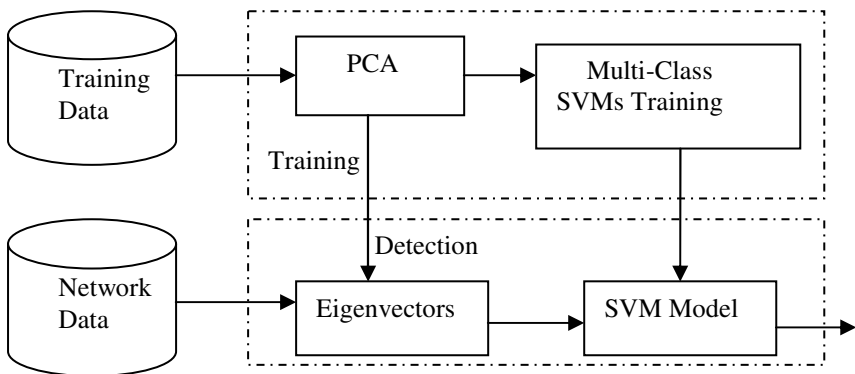 Training
Data
PCA
Multi-Class
SVMs Training
Training
Detection
Network
Data
Eigenvectors
SVM Model